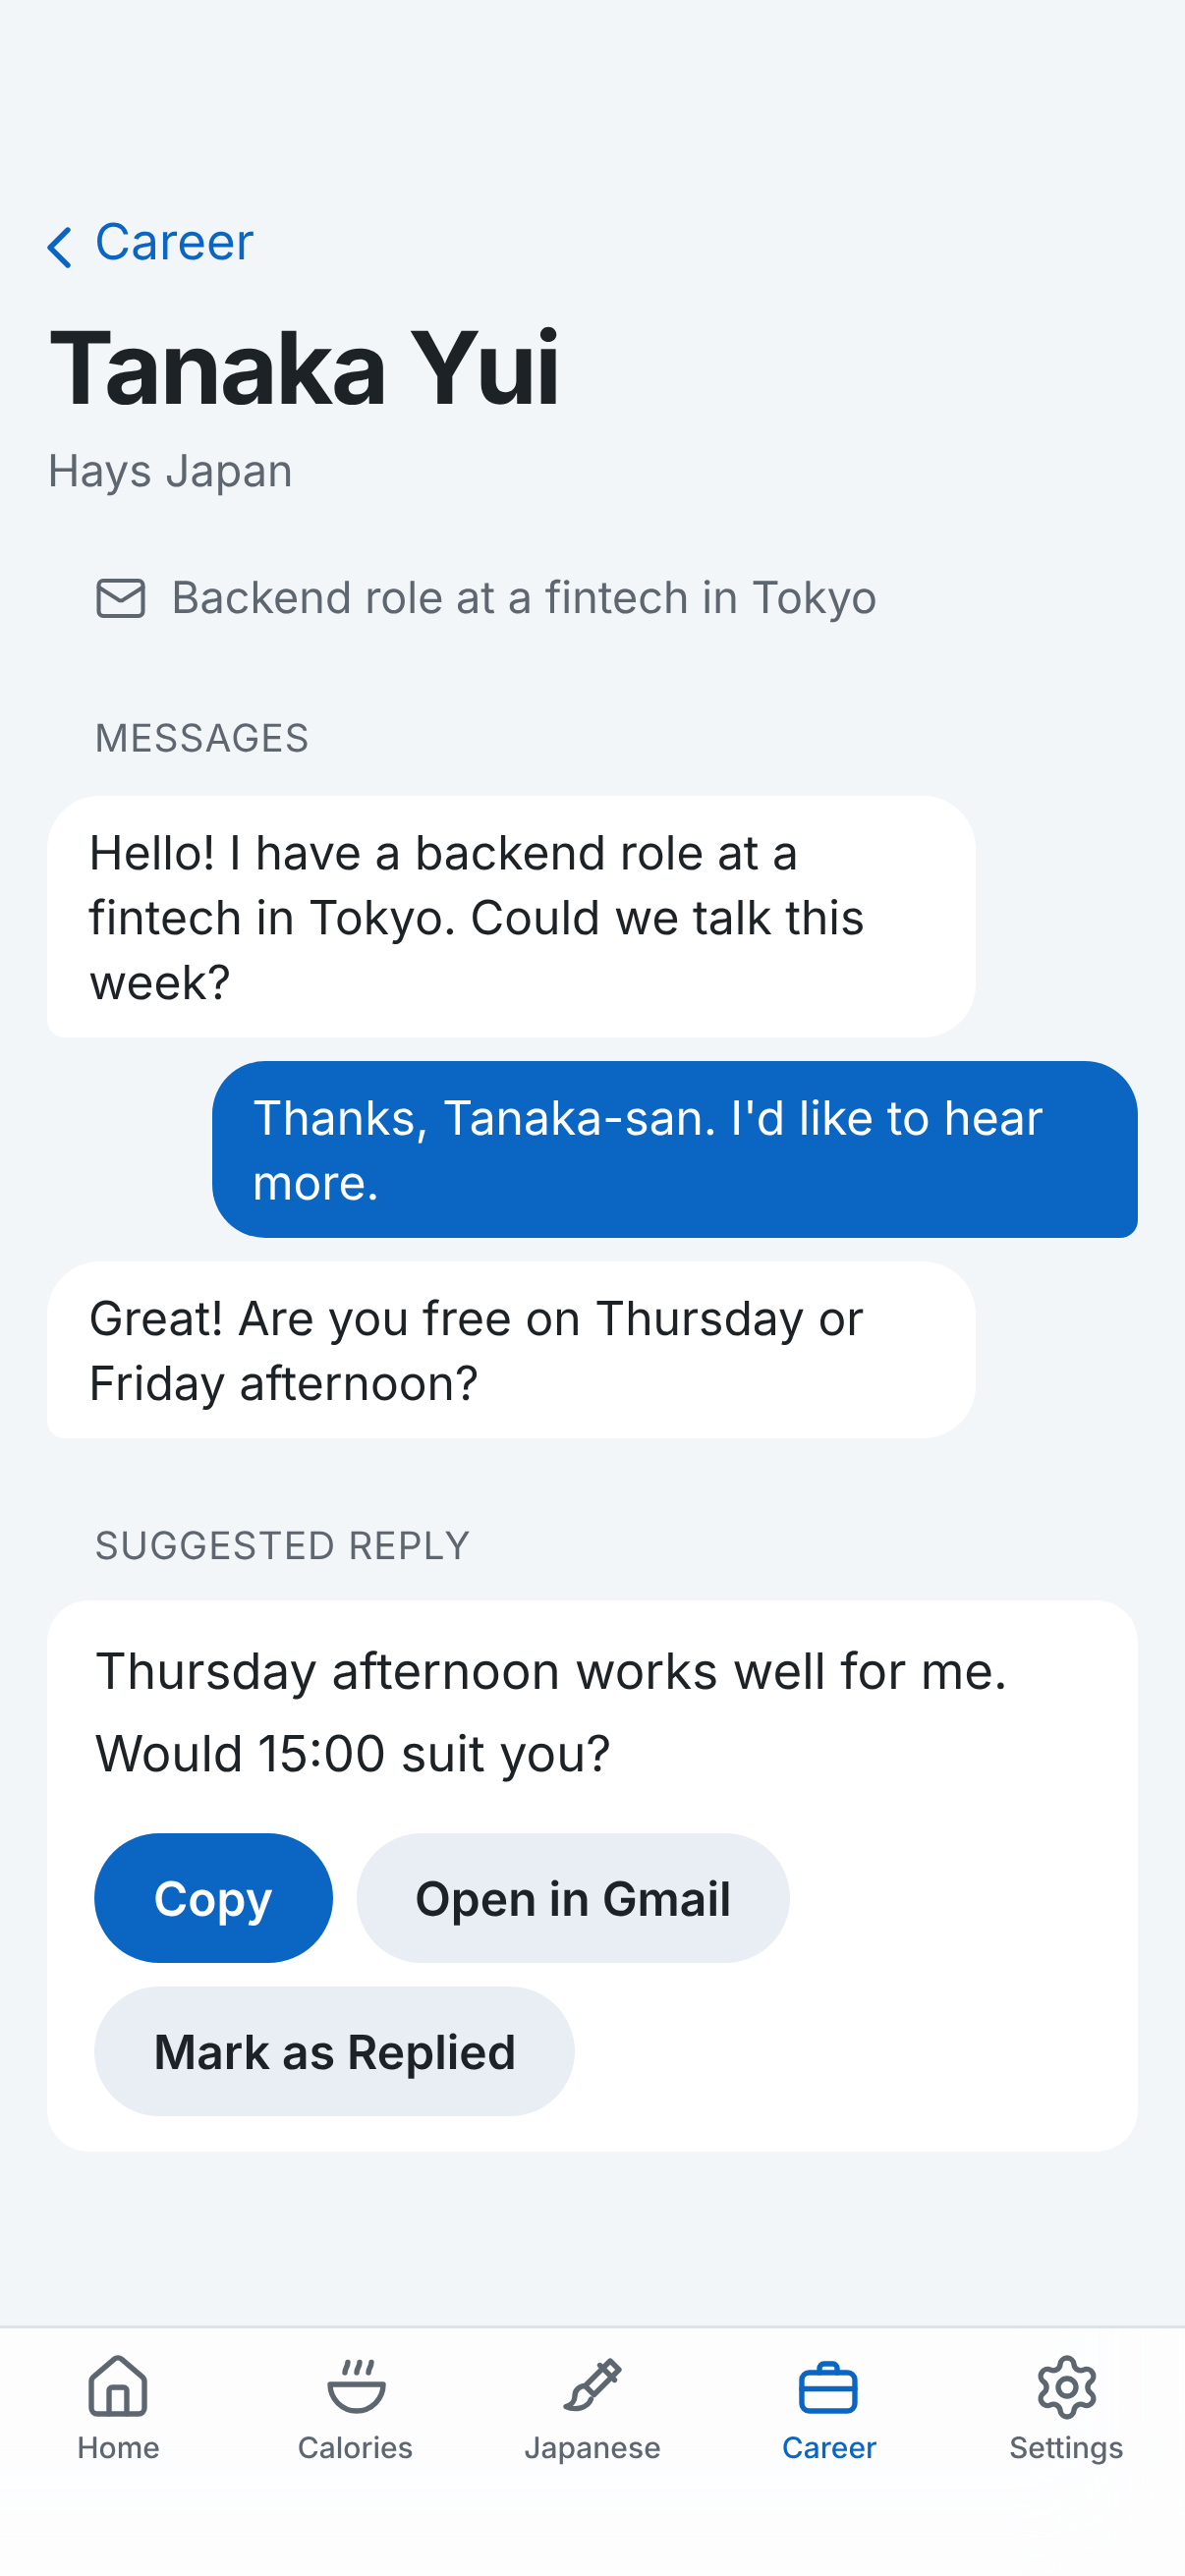 Career
Tanaka Yui
Hays Japan
Backend role at a fintech in Tokyo
MESSAGES
Hello! I have a backend role at a
fintech in Tokyo. Could we talk this
week?
Thanks, Tanaka-san. I'd like to hear
more.
Great! Are you free on Thursday or
Friday afternoon?
SUGGESTED REPLY
Thursday afternoon works well for me.
Would 15:00 suit you?
Copy
Open in Gmail
Mark as Replied
Home
Calories
Japanese
Career
Settings